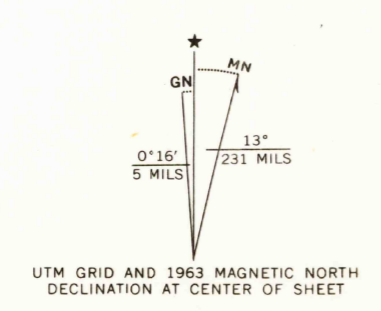 ★
MN
GN
0°16′
5 MILS
13°
231 MILS
UTM GRID AND 1963 MAGNETIC NORTH
DECLINATION AT CENTER OF SHEET